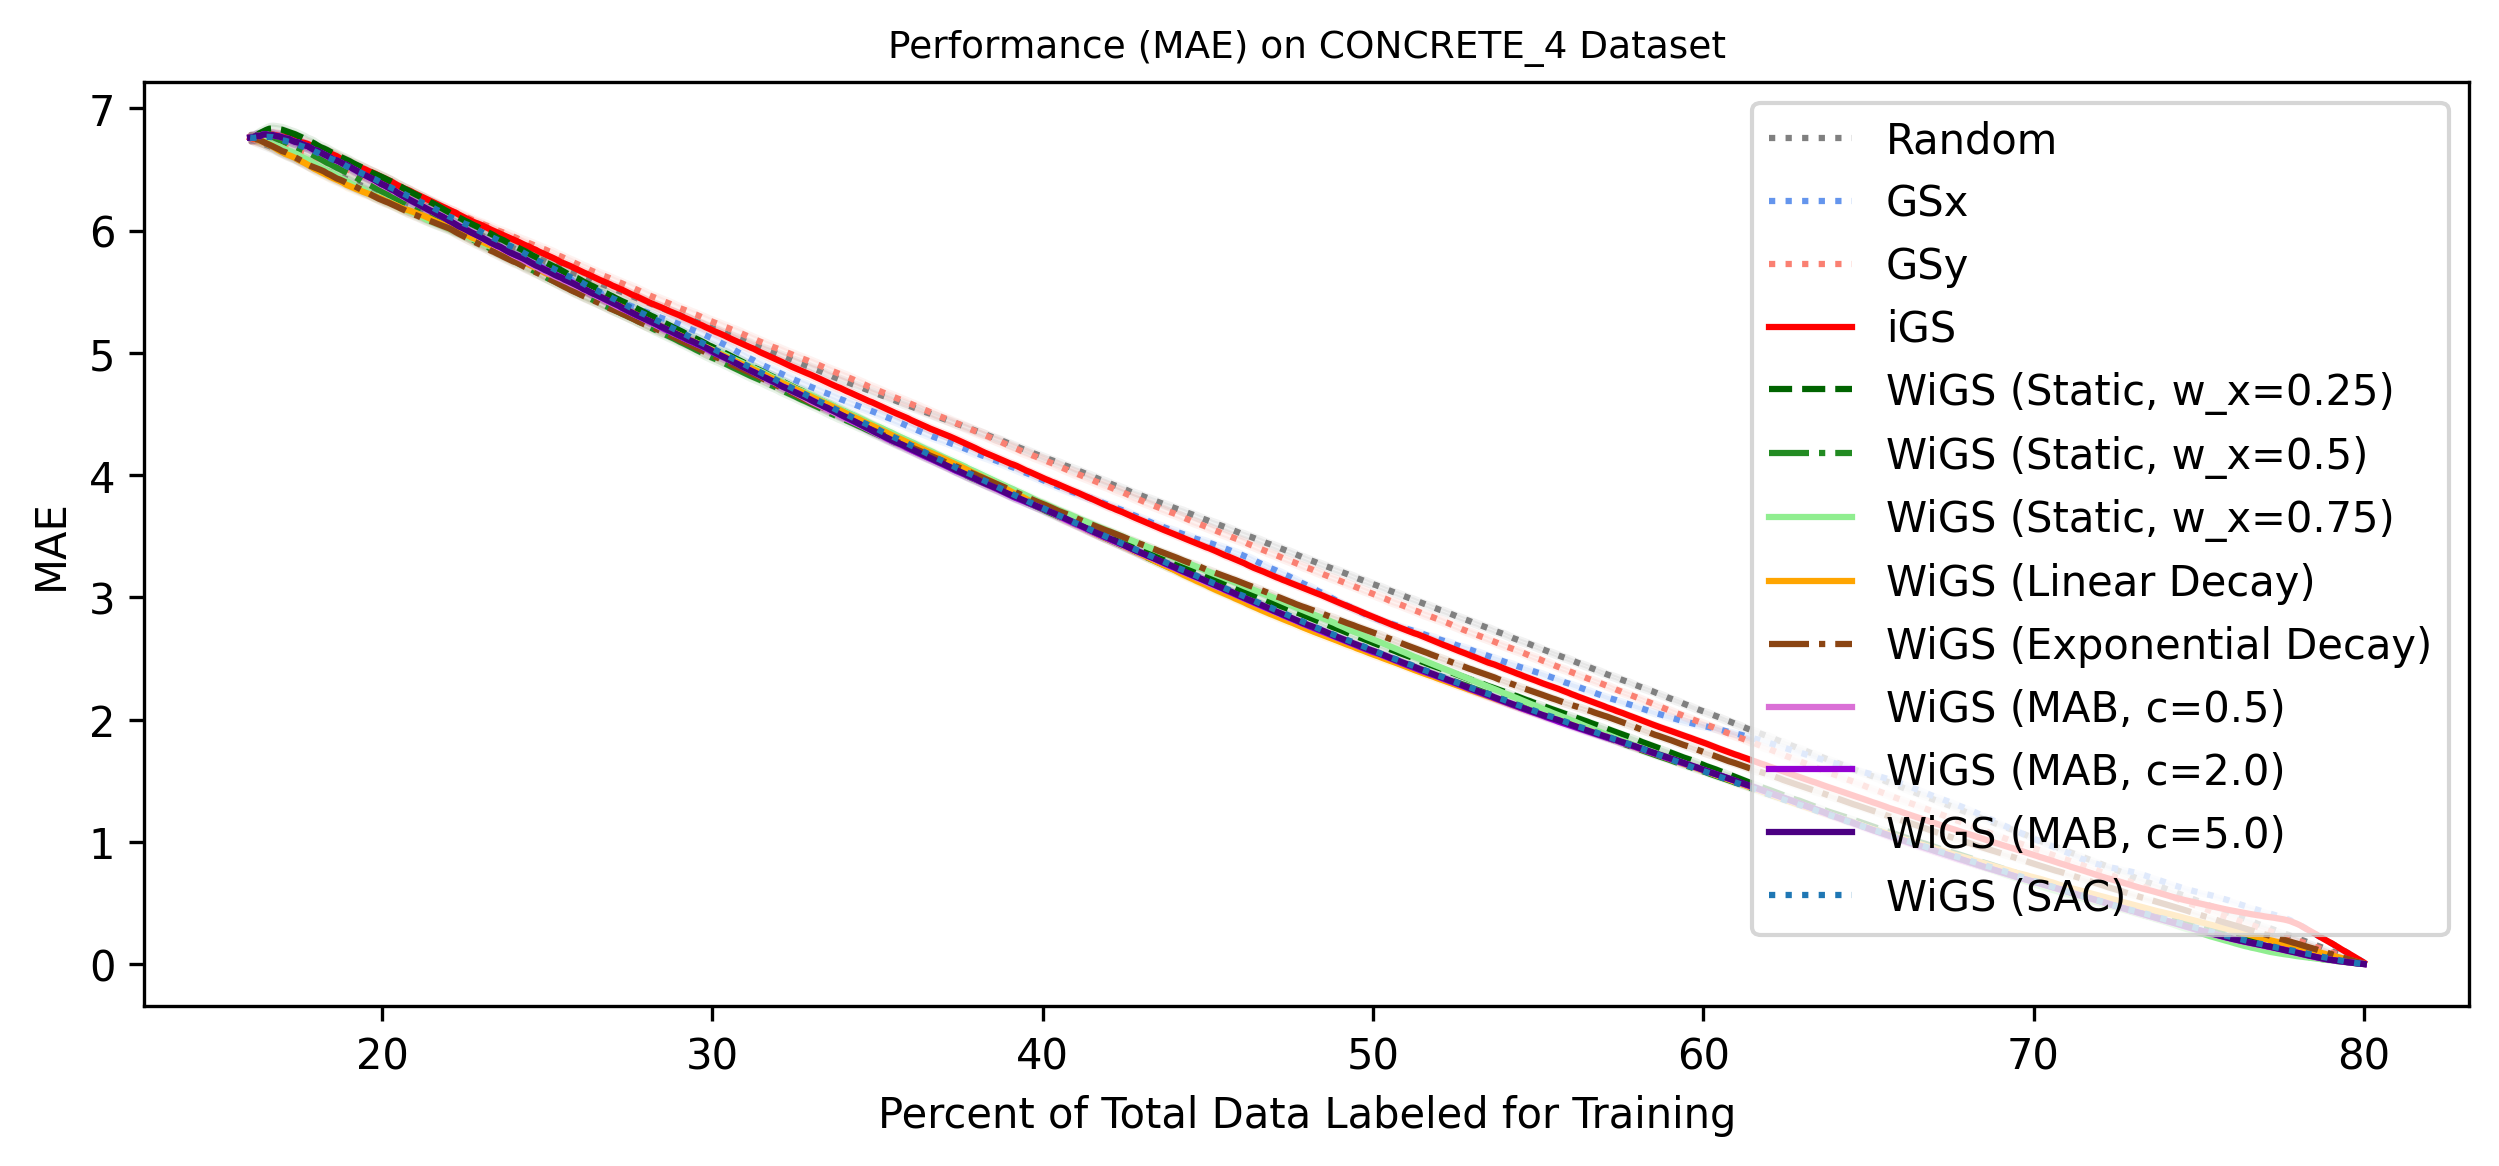 Performance (MAE) on CONCRETE_4 Dataset
MAE
7
6
5
4
3
2
1
0
20 30 40 50 60 70 80
Percent of Total Data Labeled for Training
Random
GSx
GSy
iGS
WiGS (Static, w_x=0.25)
WiGS (Static, w_x=0.5)
WiGS (Static, w_x=0.75)
WiGS (Linear Decay)
WiGS (Exponential Decay)
WiGS (MAB, c=0.5)
WiGS (MAB, c=2.0)
WiGS (MAB, c=5.0)
WiGS (SAC)